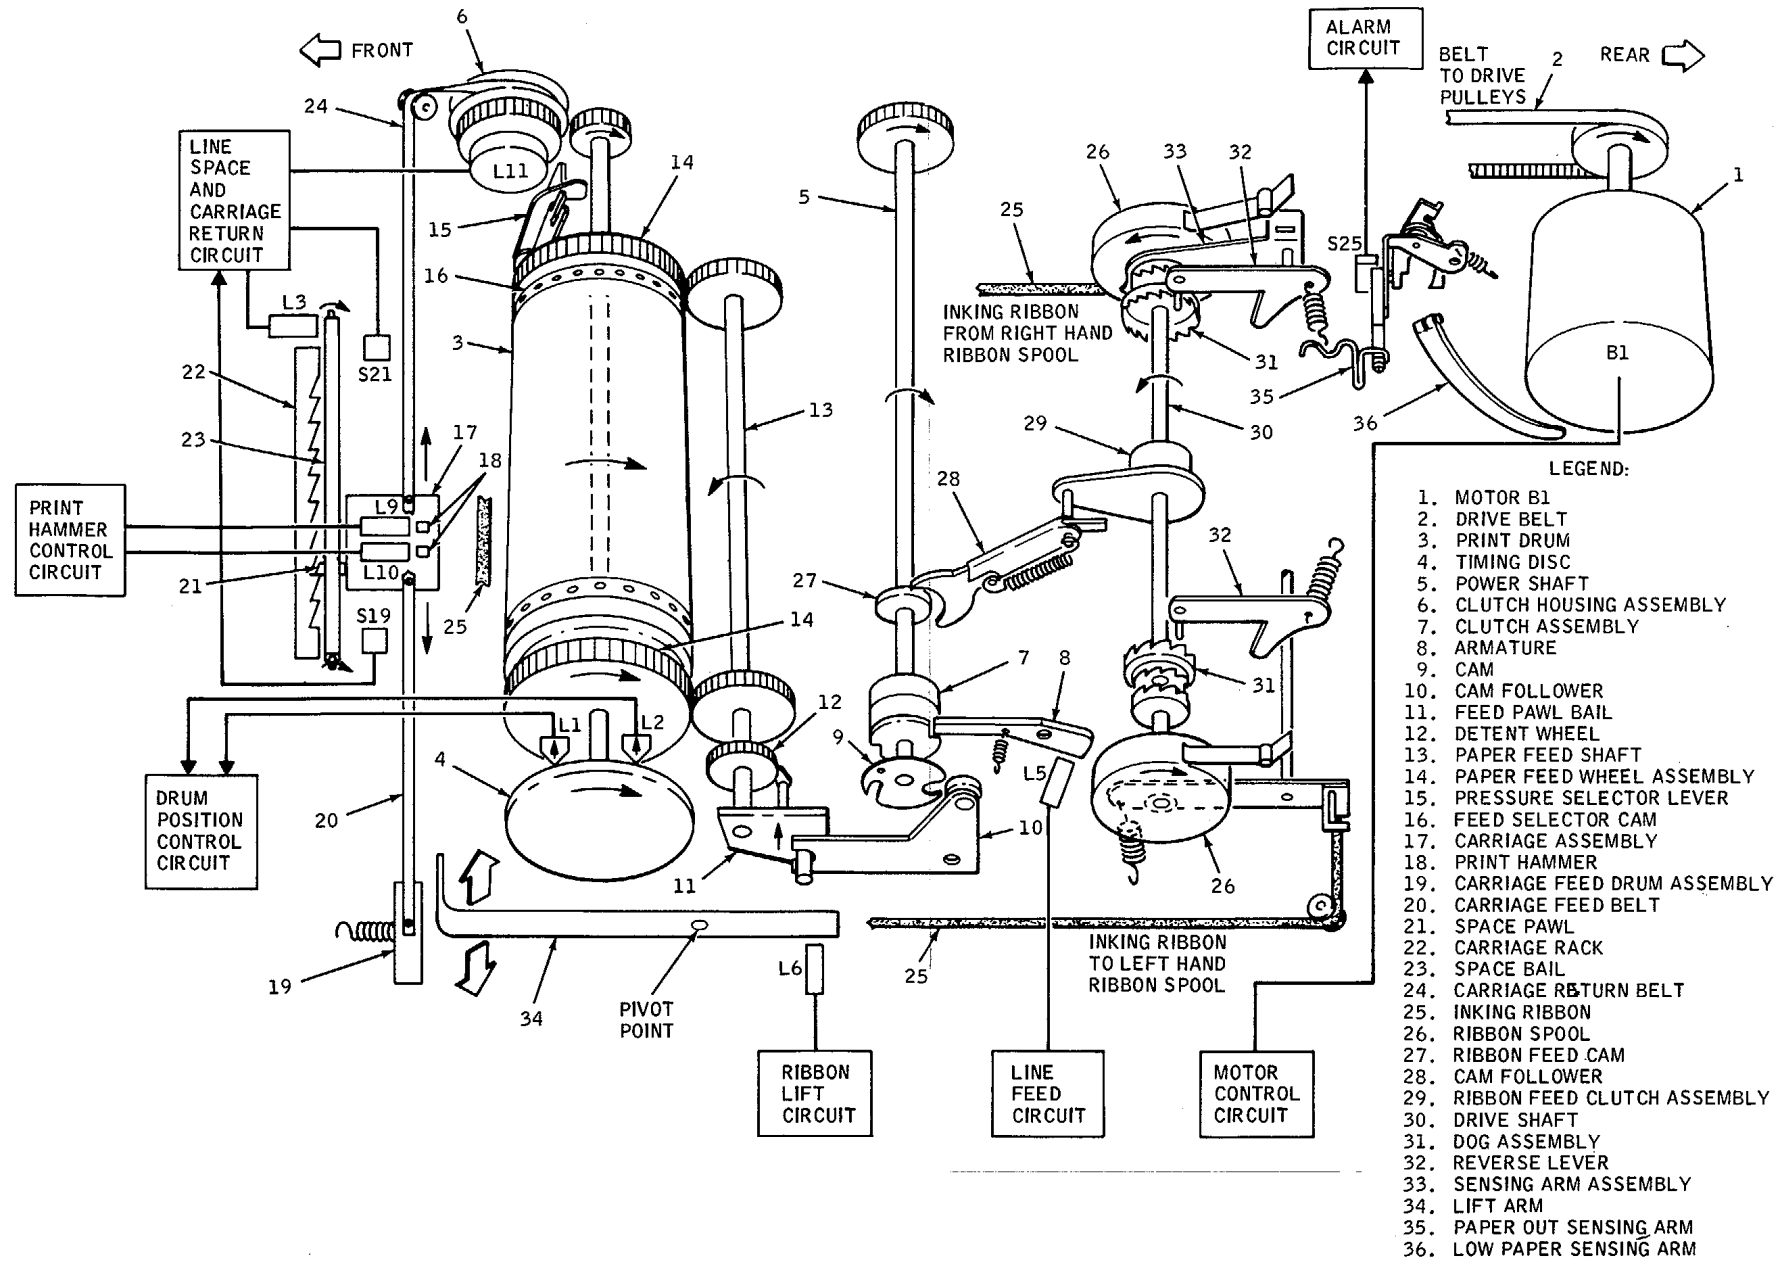 6
FRONT
24
LINE
SPACE
AND
CARRIAGE
RETURN
CIRCUIT
L11
14
15
16
L3
S21
3
22
23
17
18
13
PRINT
HAMMER
CONTROL
CIRCUIT
L9
L10
21
S19
25
14
L1
L2
12
4
DRUM
POSITION
CONTROL
CIRCUIT
20
11
19
34
PIVOT
POINT
L6
RIBBON
LIFT
CIRCUIT
5
25
INKING RIBBON
FROM RIGHT HAND
RIBBON SPOOL
26
33
32
31
30
29
28
27
32
7
8
31
9
L5
10
26
25
INKING RIBBON
TO LEFT HAND
RIBBON SPOOL
LINE
FEED
CIRCUIT
MOTOR
CONTROL
CIRCUIT
ALARM
CIRCUIT
BELT
TO DRIVE
PULLEYS
2
REAR
1
S25
B1
35
36
LEGEND:
1. MOTOR B1
2. DRIVE BELT
3. PRINT DRUM
4. TIMING DISC
5. POWER SHAFT
6. CLUTCH HOUSING ASSEMBLY
7. CLUTCH ASSEMBLY
8. ARMATURE
9. CAM
10. CAM FOLLOWER
11. FEED PAWL BAIL
12. DETENT WHEEL
13. PAPER FEED SHAFT
14. PAPER FEED WHEEL ASSEMBLY
15. PRESSURE SELECTOR LEVER
16. FEED SELECTOR CAM
17. CARRIAGE ASSEMBLY
18. PRINT HAMMER
19. CARRIAGE FEED DRUM ASSEMBLY
20. CARRIAGE FEED BELT
21. SPACE PAWL
22. CARRIAGE RACK
23. SPACE BAIL
24. CARRIAGE RETURN BELT
25. INKING RIBBON
26. RIBBON SPOOL
27. RIBBON FEED CAM
28. CAM FOLLOWER
29. RIBBON FEED CLUTCH ASSEMBLY
30. DRIVE SHAFT
31. DOG ASSEMBLY
32. REVERSE LEVER
33. SENSING ARM ASSEMBLY
34. LIFT ARM
35. PAPER OUT SENSING ARM
36. LOW PAPER SENSING ARM